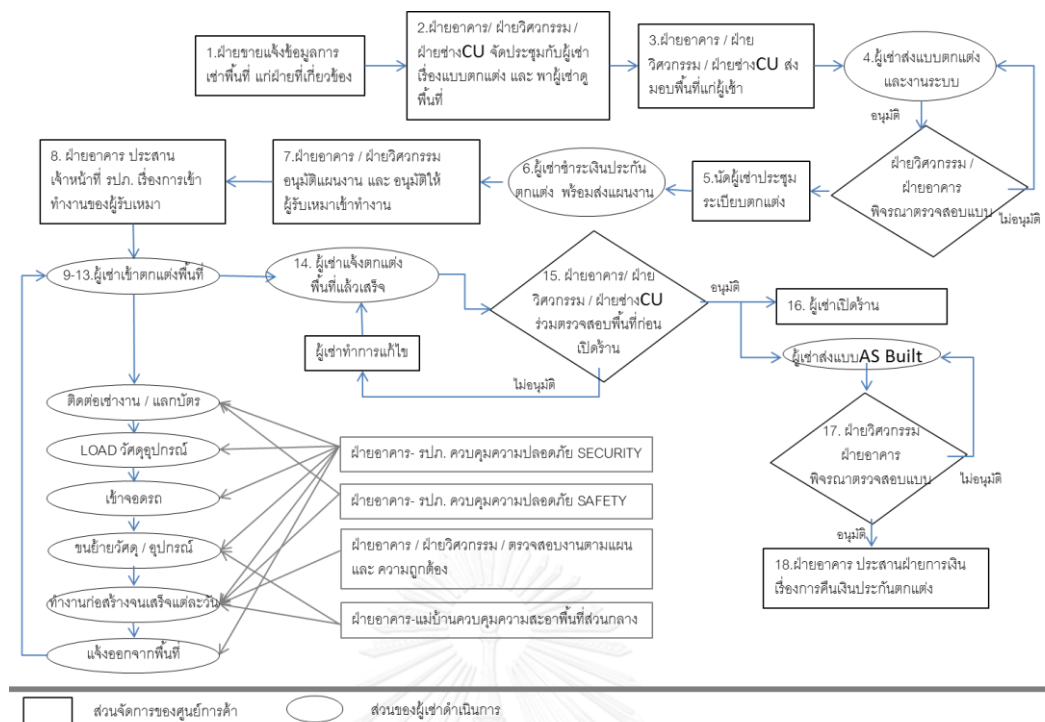 1.ฝ่ายขายแจ้งข้อมูลการ
เช่าพื้นที่ แก่ฝ่ายที่เกี่ยวข้อง
2.ฝ่ายอาคาร/ ฝ่ายวิศวกรรม /
ฝ่ายช่างCU จัดประชุมกับผู้เช่า
เรื่องแบบตกแต่ง และ พาผู้เช่าดู
พื้นที่
3.ฝ่ายอาคาร / ฝ่าย
วิศวกรรม / ฝ่ายช่างCU ส่ง
มอบพื้นที่แก่ผู้เช้า
4.ผู้เช่าส่งแบบตกแต่ง
และงานระบบ
อนุมัติ
ฝ่ายวิศวกรรม /
ฝ่ายอาคาร
พิจรณาตรวจสอบแบบ
ไม่อนุมัติ
5.นัดผู้เช่าประชุม
ระเบียบตกแต่ง
6.ผู้เช่าชำระเงินประกัน
ตกแต่ง พร้อมส่งแผนงาน
7.ฝ่ายอาคาร / ฝ่ายวิศวกรรม
อนุมัติแผนงาน และ อนุมัติให้
ผู้รับเหมาเข้าทำงาน
8. ฝ่ายอาคาร ประสาน
เจ้าหน้าที่ รปภ. เรื่องการเข้า
ทำงานของผู้รับเหมา
9-13.ผู้เช่าเข้าตกแต่งพื้นที่
14. ผู้เช่าแจ้งตกแต่ง
พื้นที่แล้วเสร็จ
15. ฝ่ายอาคาร/ ฝ่าย
วิศวกรรม / ฝ่ายช่างCU
ร่วมตรวจสอบพื้นที่ก่อน
เปิดร้าน
อนุมัติ
ไม่อนุมัติ
ผู้เช่าทำการแก้ไข
16. ผู้เช่าเปิดร้าน
ผู้เช่าส่งแบบAS Built
17. ฝ่ายวิศวกรรม
ฝ่ายอาคาร
พิจรณาตรวจสอบแบบ
ไม่อนุมัติ
อนุมัติ
18.ฝ่ายอาคาร ประสานฝ่ายการเงิน
เรื่องการคืนเงินประกันตกแต่ง
ติดต่อเช่างาน / แลกบัตร
LOAD วัศดุอุปกรณ์
เข้าจอดรถ
ขนย้ายวัศดุ / อุปกรณ์
ทำงานก่อสร้างจนเสร็จแต่ละวัน
แจ้งออกจากพื้นที่
ฝ่ายอาคาร- รปภ. ควบคุมความปลอดภัย SECURITY
ฝ่ายอาคาร- รปภ. ควบคุมความปลอดภัย SAFETY
ฝ่ายอาคาร / ฝ่ายวิศวกรรม / ตรวจสอบงานตามแผน
และ ความถูกต้อง
ฝ่ายอาคาร-แม่บ้านควบคุมความสะอาพื้นที่ส่วนกลาง
ส่วนจัดการของศูนย์การค้า
ส่วนของผู้เช่าดำเนินการ